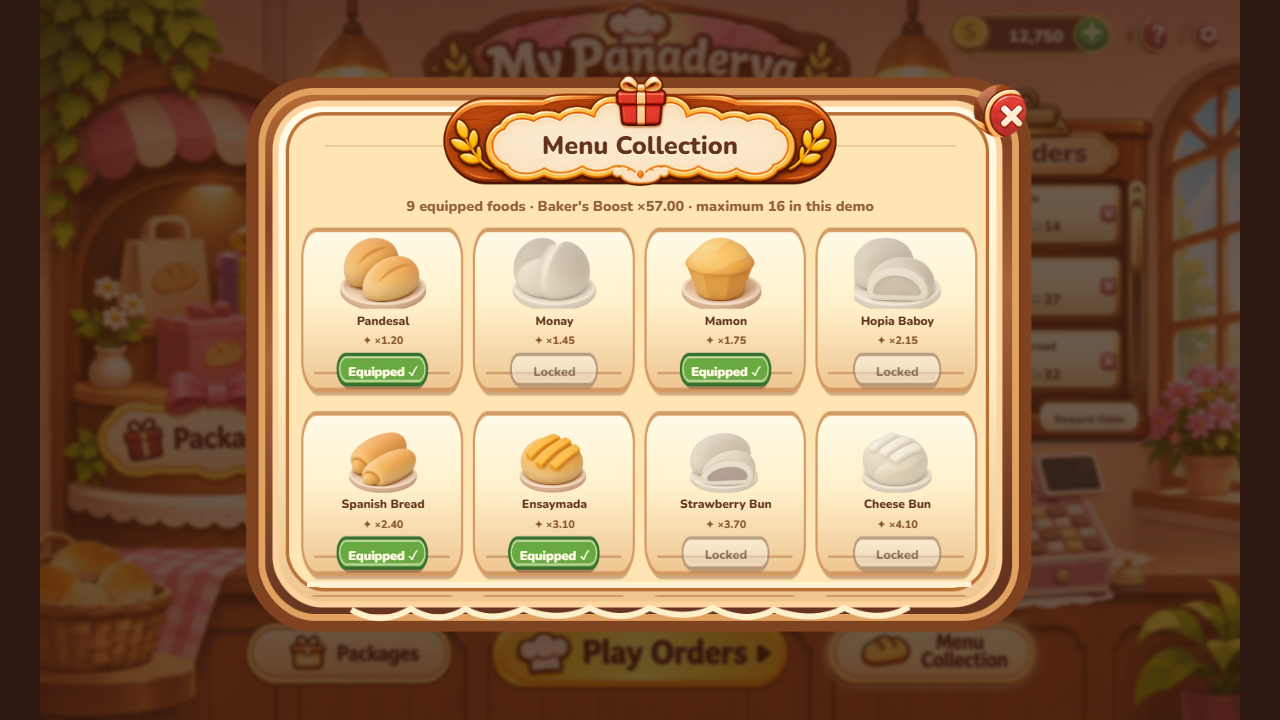 My Panaderya
12,750
?
Menu Collection
9 equipped foods · Baker's Boost ×57.00 · maximum 16 in this demo
Pandesal
✦ ×1.20
Equipped ✓
Monay
✦ ×1.45
Locked
Mamon
✦ ×1.75
Equipped ✓
Hopia Baboy
✦ ×2.15
Locked
Spanish Bread
✦ ×2.40
Equipped ✓
Ensaymada
✦ ×3.10
Equipped ✓
Strawberry Bun
✦ ×3.70
Locked
Cheese Bun
✦ ×4.10
Locked
14
27
32
Reward Odds
Packages
Play Orders
Menu
Collection